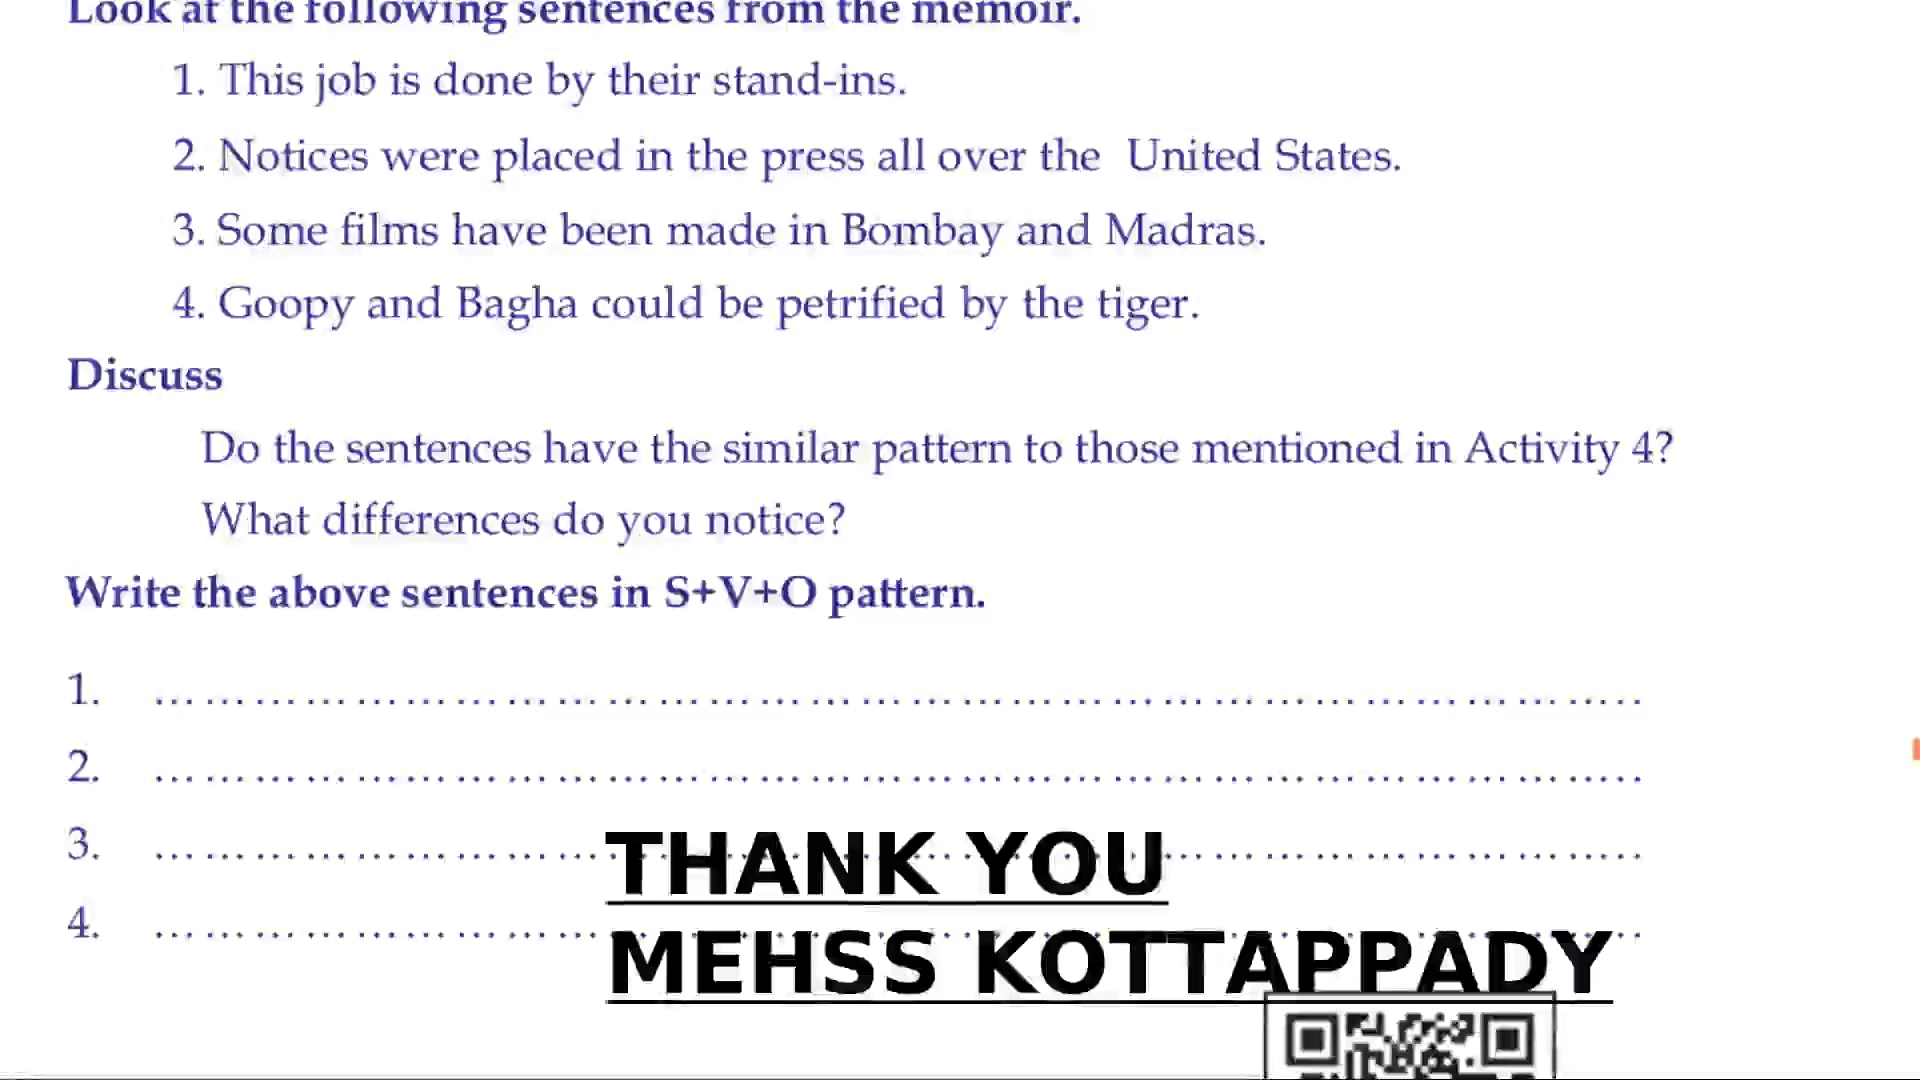 Look at the following sentences from the memoir.
1. This job is done by their stand-ins.
2. Notices were placed in the press all over the United States.
3. Some films have been made in Bombay and Madras.
4. Goopy and Bagha could be petrified by the tiger.
Discuss
Do the sentences have the similar pattern to those mentioned in Activity 4?
What differences do you notice?
Write the above sentences in S+V+O pattern.
1. ........................................................................
2. ........................................................................
3. ........................................................................
THANK YOU
4. ........................................................................
MEHSS KOTTAPPADY